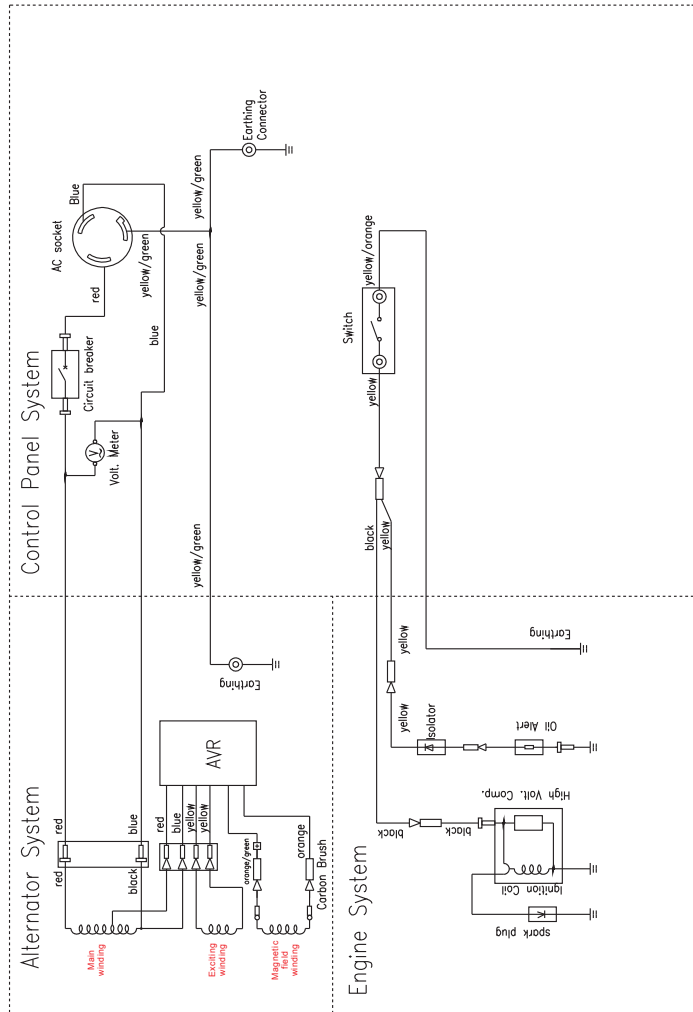 Control Panel System
AC socket
Blue
red
yellow/green
blue
Circuit breaker
Volt. Meter
V
yellow/green
Earthing
Connector
yellow/green
yellow/green
Switch
yellow/orange
yellow
black
yellow
Alternator System
red
red
blue
black
Main
winding
Exciting
winding
Magnetic
field
winding
AVR
red
blue
yellow
yellow
orange/green
orange
Carbon Brush
Earthing
Engine System
yellow
yellow
Isolator
Oil Alert
Earthing
black
black
High Volt. Comp.
Ignition Coil
spark plug